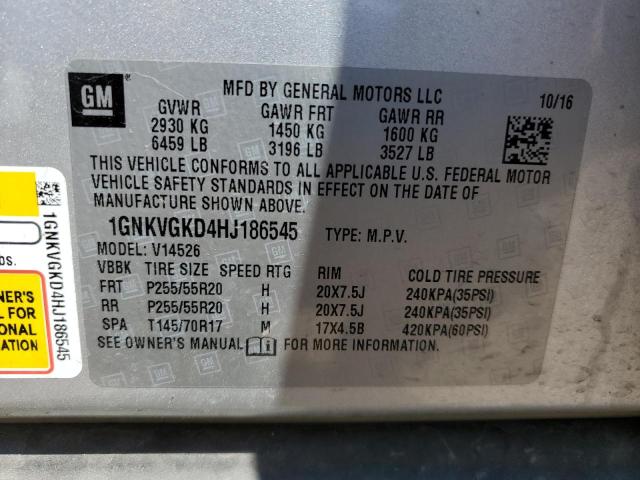 GM
MFD BY GENERAL MOTORS LLC
10/16
GVWR GAWR FRT GAWR RR
2930 KG 1450 KG 1600 KG
6459 LB 3196 LB 3527 LB
THIS VEHICLE CONFORMS TO ALL APPLICABLE U.S. FEDERAL MOTOR
VEHICLE SAFETY STANDARDS IN EFFECT ON THE DATE OF
MANUFACTURE SHOWN ABOVE.
1GNKVGKD4HJ186545 TYPE: M.P.V.
MODEL: V14526
VBBK TIRE SIZE SPEED RTG RIM COLD TIRE PRESSURE
FRT P255/55R20 H 20X7.5J 240KPA(35PSI)
RR P255/55R20 H 20X7.5J 240KPA(35PSI)
SPA T145/70R17 M 17X4.5B 420KPA(60PSI)
SEE OWNER'S MANUAL FOR MORE INFORMATION.
1GNKVGKD4HJ186545
NER'S
L FOR
IONAL
MATION